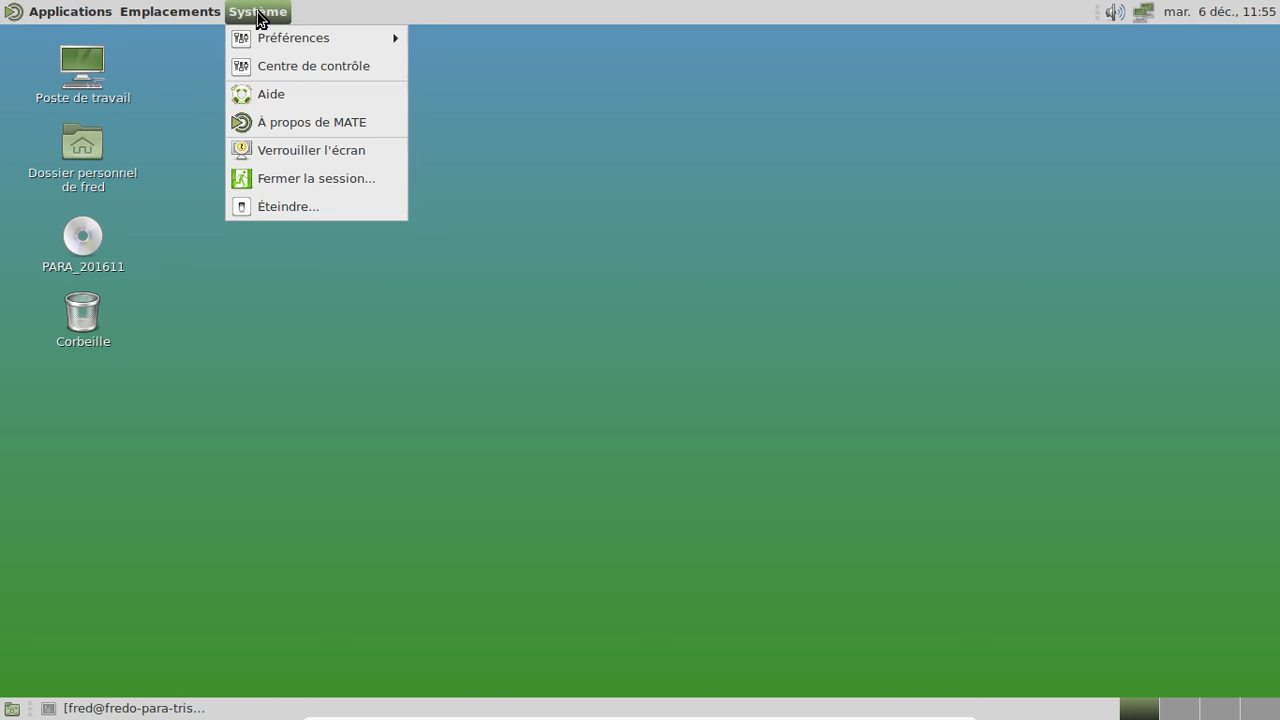 Applications Emplacements Système mar. 6 déc., 11:55
Préférences
Centre de contrôle
Aide
À propos de MATE
Verrouiller l'écran
Fermer la session...
Éteindre...
Poste de travail
Dossier personnel
de fred
PARA_201611
Corbeille
[fred@fredo-para-tris...